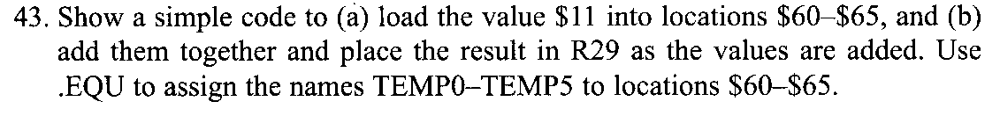 43. Show a simple code to (a) load the value $11 into locations $60–$65, and (b)
add them together and place the result in R29 as the values are added. Use
.EQU to assign the names TEMP0–TEMP5 to locations $60–$65.